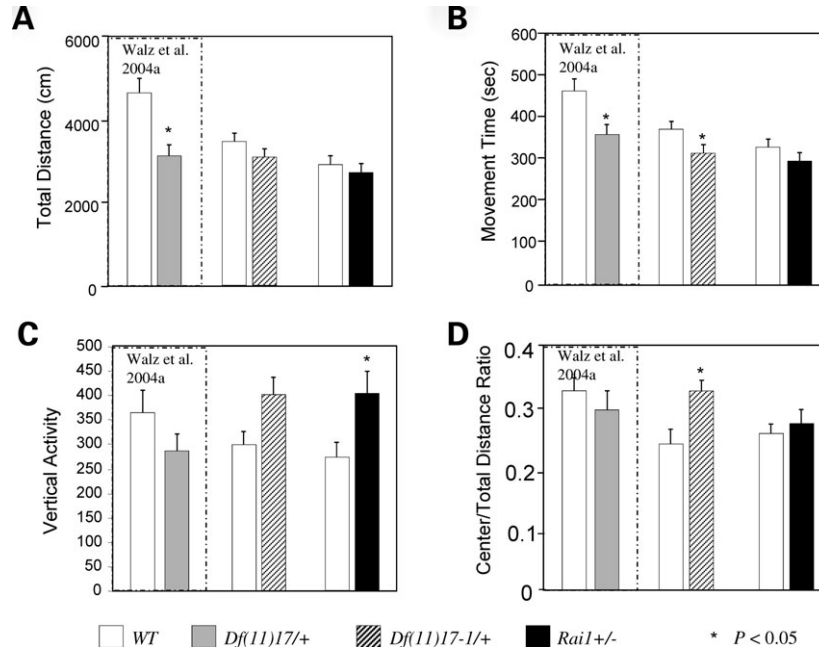 A
Total Distance (cm)
6000
4000
2000
0
Walz et al.
2004a
*
B
Movement Time (sec)
600
500
400
300
200
100
0
Walz et al.
2004a
*
*
C
Vertical Activity
500
450
400
350
300
250
200
150
100
50
0
Walz et al.
2004a
*
D
Center/Total Distance Ratio
0.4
0.3
0.2
0.1
0
Walz et al.
2004a
*
WT Df(11)17/+ Df(11)17-1/+ Rai1+/- * P < 0.05